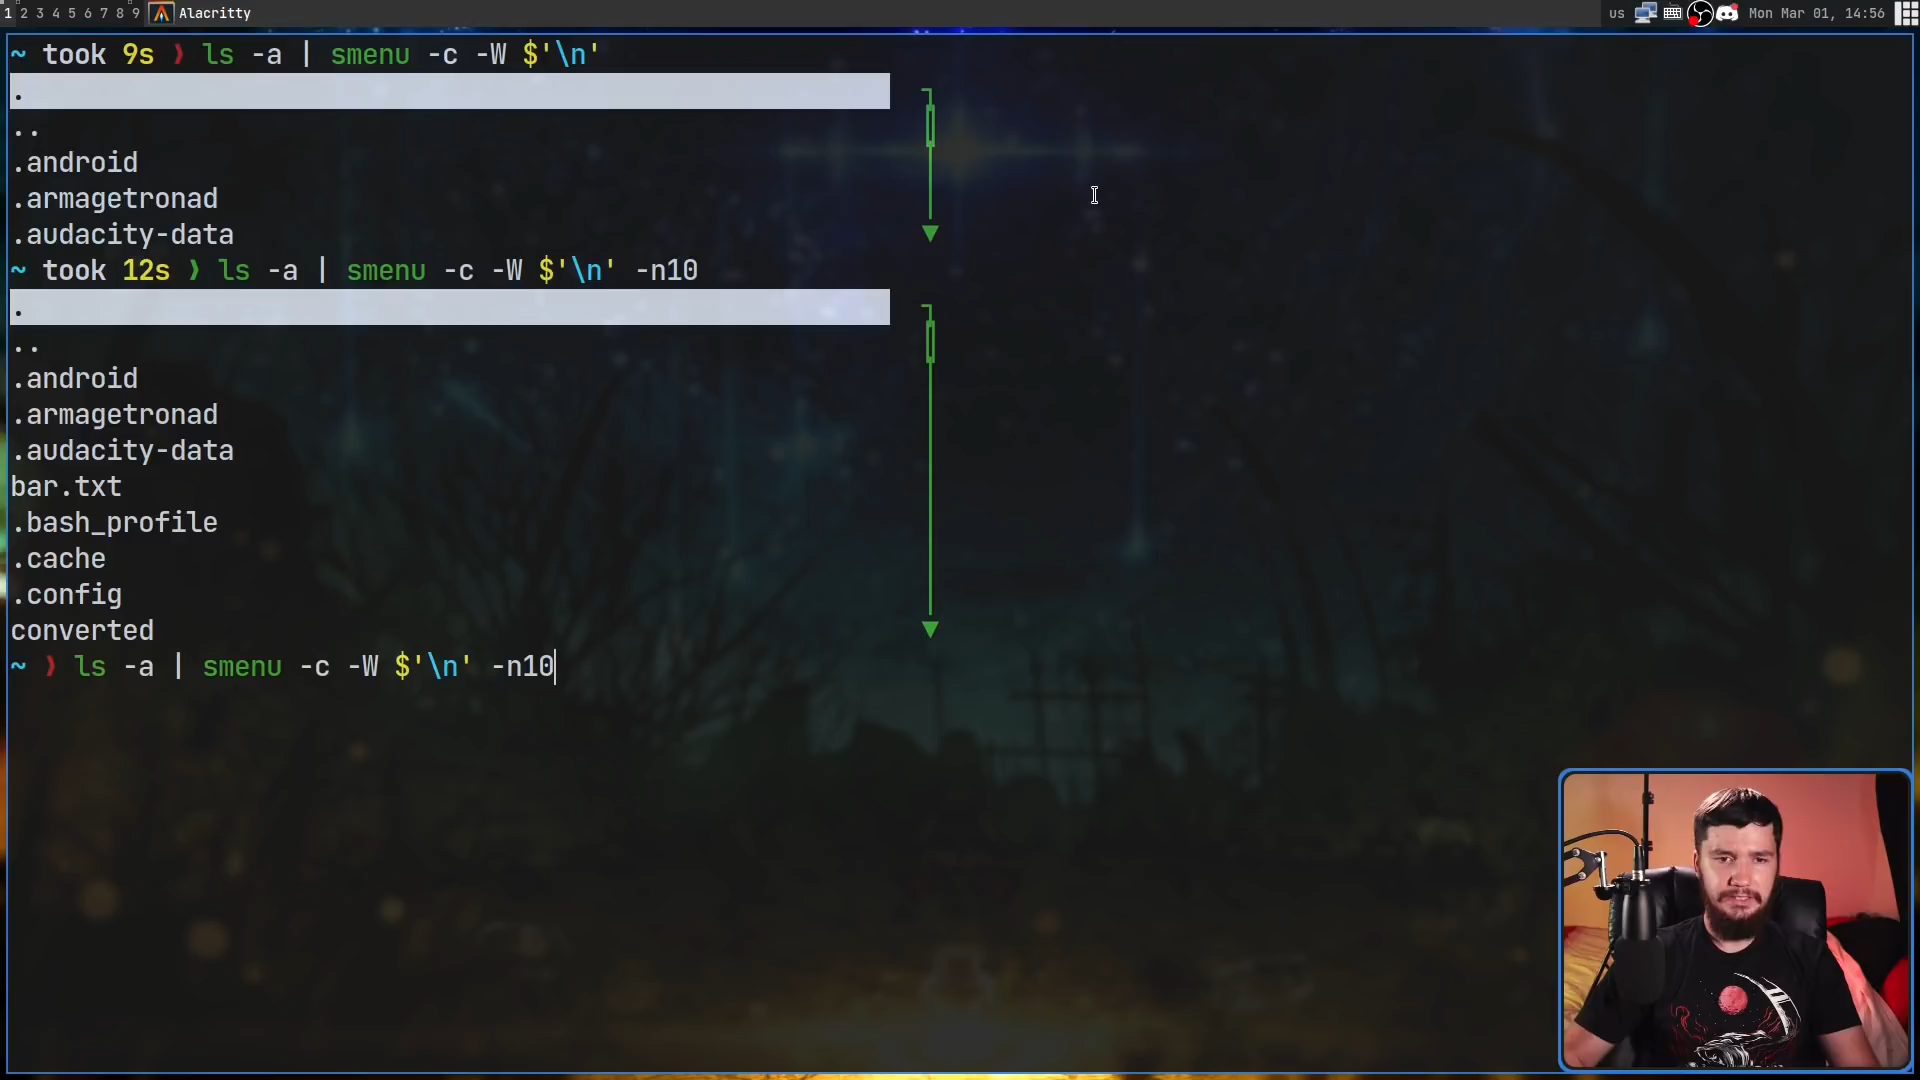 1 2 3 4 5 6 7 8 9 Alacritty us Mon Mar 01, 14:56
~ took 9s ❯ ls -a | smenu -c -W $'\n'
.
..
.android
.armagetronad
.audacity-data
~ took 12s ❯ ls -a | smenu -c -W $'\n' -n10
.
..
.android
.armagetronad
.audacity-data
bar.txt
.bash_profile
.cache
.config
converted
~ ❯ ls -a | smenu -c -W $'\n' -n10